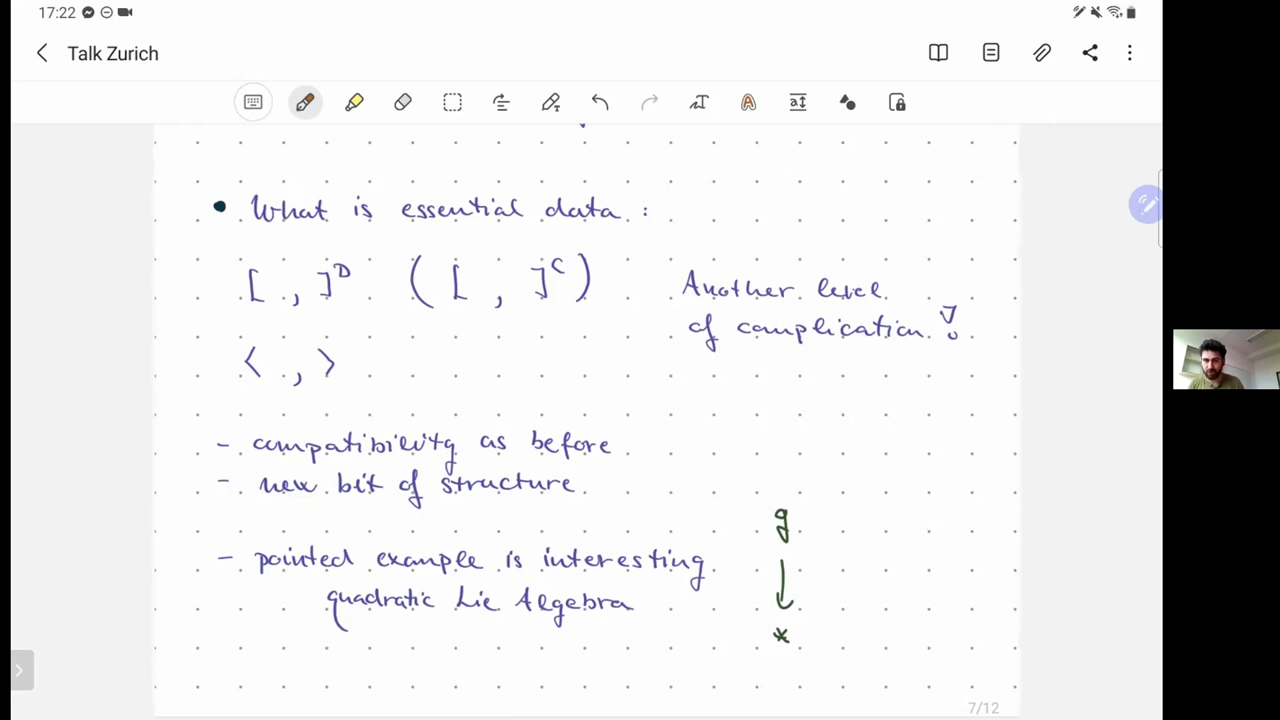 17:22
Talk Zurich
• What is essential data :
[ , ]ᴰ ( [ , ]ᶜ )
Another level
of complication !
< , >
- compatibility as before
- new bit of structure
- pointed example is interesting
quadratic Lie Algebra
g
↓
*
7/12